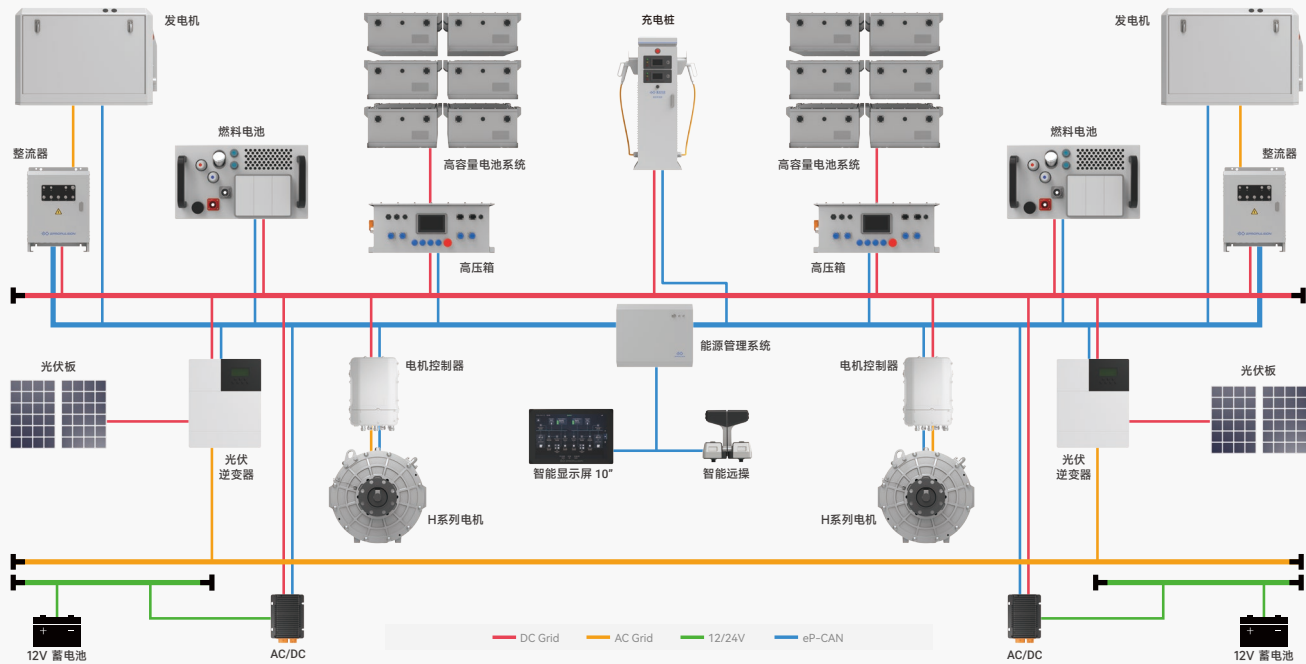 发电机
充电桩
发电机
燃料电池
燃料电池
整流器
高容量电池系统
高容量电池系统
整流器
高压箱
高压箱
能源管理系统
光伏板
电机控制器
电机控制器
光伏板
光伏
逆变器
智能显示屏 10”
智能远操
光伏
逆变器
H系列电机
H系列电机
DC Grid
AC Grid
12/24V
eP-CAN
12V 蓄电池
AC/DC
AC/DC
12V 蓄电池